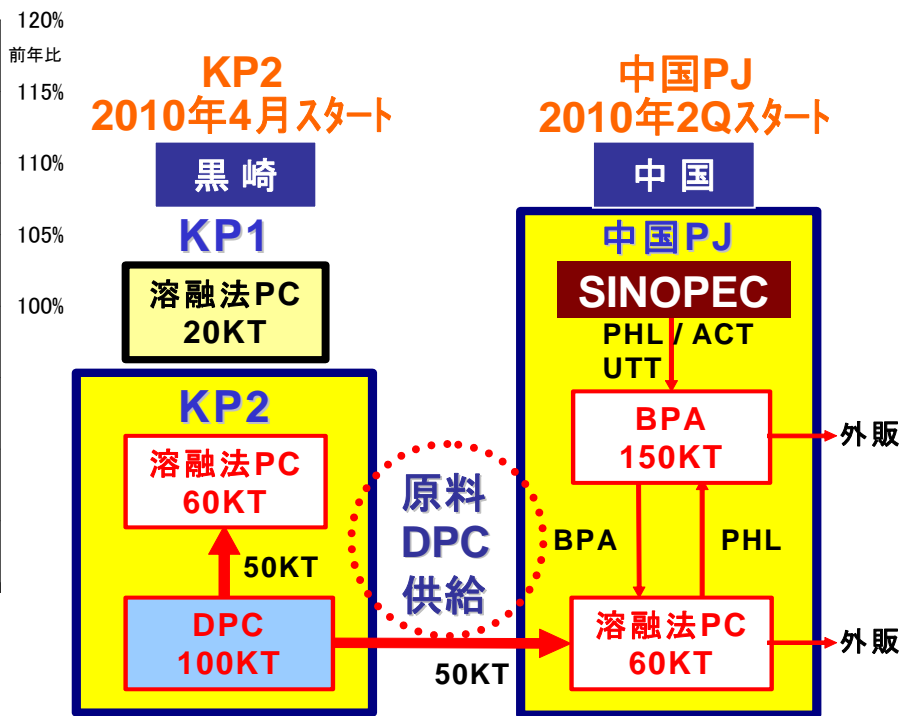 120%
前年比
115%
110%
105%
100%
KP2
2010年4月スタート
黒崎
KP1
溶融法PC
20KT
KP2
溶融法PC
60KT
50KT
DPC
100KT
原料
DPC
供給
50KT
中国PJ
2010年2Qスタート
中国
中国PJ
SINOPEC
PHL / ACT
UTT
BPA
150KT
外販
BPA
PHL
溶融法PC
60KT
外販